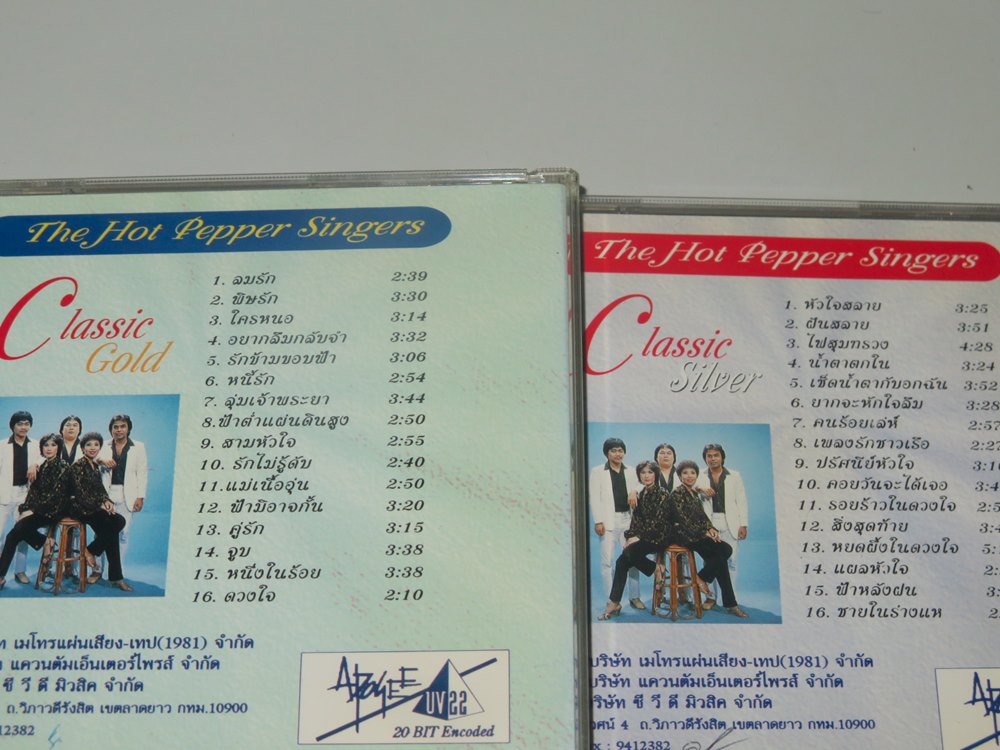 The Hot Pepper Singers
Classic
Gold
1. ลมรัก 2:39
2. พิษรัก 3:30
3. ใครหนอ 3:14
4. อยากลืมกลับจำ 3:32
5. รักข้ามขอบฟ้า 3:06
6. หนี้รัก 2:54
7. ลุ่มเจ้าพระยา 3:44
8. ฟ้าต่ำแผ่นดินสูง 2:50
9. สามหัวใจ 2:55
10. รักไม่รู้ดับ 2:40
11. แม่เนื้ออุ่น 2:50
12. ฟ้ามิอาจกั้น 3:20
13. คู่รัก 3:15
14. จูบ 3:38
15. หนึ่งในร้อย 3:38
16. ดวงใจ 2:10
เมโทรแผ่นเสียง-เทป(1981) จำกัด
แควนตัมเอ็นเตอร์ไพรส์ จำกัด
ซี วี ดี มิวสิค จำกัด
ถ.วิภาวดีรังสิต เขตลาดยาว กทม.10900
9412382
APOGEE
UV22
20 BIT Encoded
The Hot Pepper Singers
Classic
Silver
1. หัวใจสลาย 3:25
2. ฝันสลาย 3:51
3. ไฟสุมทรวง 4:28
4. น้ำตาตกใน 3:24
5. เช็ดน้ำตากับอกฉัน 3:52
6. ยากจะหักใจลืม 3:28
7. คนร้อยเล่ห์ 2:57
8. เพลงรักชาวเรือ
9. ปรัศนีย์หัวใจ
10. คอยวันจะได้เจอ
11. รอยร้าวในดวงใจ
12. สิ่งสุดท้าย
13. หยดผึ้งในดวงใจ
14. แผลหัวใจ
15. ฟ้าหลังฝน
16. ชายในร่างแห
บริษัท เมโทรแผ่นเสียง-เทป(1981) จำกัด
บริษัท แควนตัมเอ็นเตอร์ไพรส์ จำกัด
บริษัท ซี วี ดี มิวสิค จำกัด
4 ถ.วิภาวดีรังสิต เขตลาดยาว กทม.10900
: 9412382